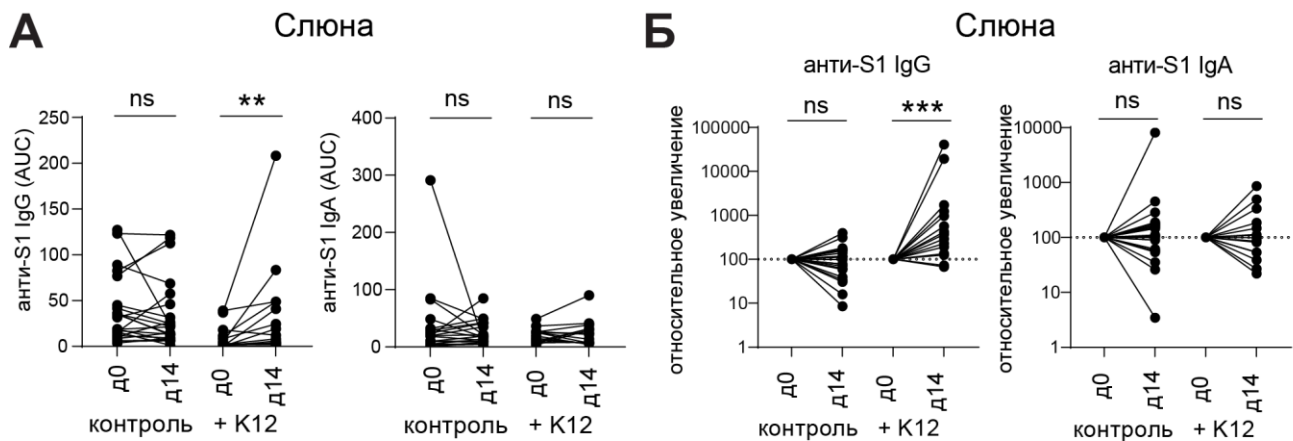 А
Слюна
ns
**
250
200
150
100
50
0
анти-S1 IgG (AUC)
д0
д14
д0
д14
контроль
+ K12
ns
ns
400
300
200
100
0
анти-S1 IgA (AUC)
д0
д14
д0
д14
контроль
+ K12
Б
Слюна
анти-S1 IgG
ns
***
100000
10000
1000
100
10
1
относительное увеличение
д0
д14
д0
д14
контроль
+ K12
анти-S1 IgA
ns
ns
10000
1000
100
10
1
относительное увеличение
д0
д14
д0
д14
контроль
+ K12